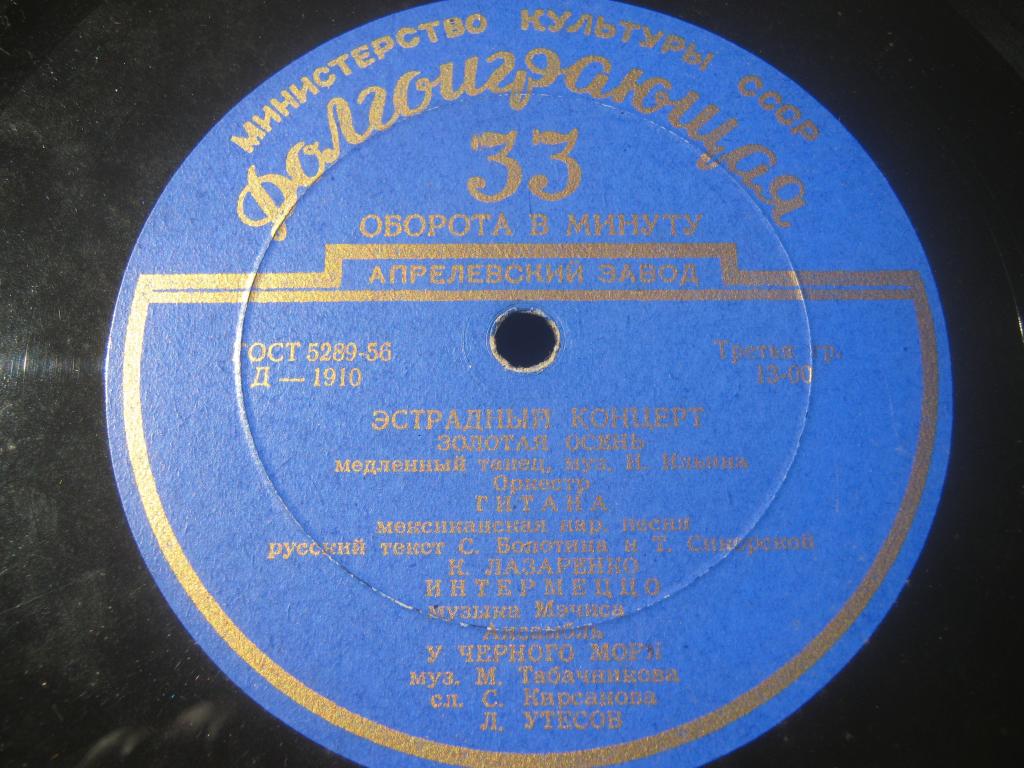 МИНИСТЕРСТВО КУЛЬТУРЫ СССР
Долгоиграющая
33
ОБОРОТА В МИНУТУ
АПРЕЛЕВСКИЙ ЗАВОД
ГОСТ 5289-56
Д — 1910
Третья гр.
13-00
ЭСТРАДНЫЙ КОНЦЕРТ
ЗОЛОТАЯ ОСЕНЬ
медленный танец, муз. И. Ильина
Оркестр
ГИТАНА
мексиканская нар. песня
русский текст С. Болотина и Т. Сикорской
К. ЛАЗАРЕНКО
ИНТЕРМЕЦЦО
музыка Мачиса
Ансамбль
У ЧЕРНОГО МОРЯ
муз. М. Табачникова
сл. С. Кирсанова
Л. УТЕСОВ